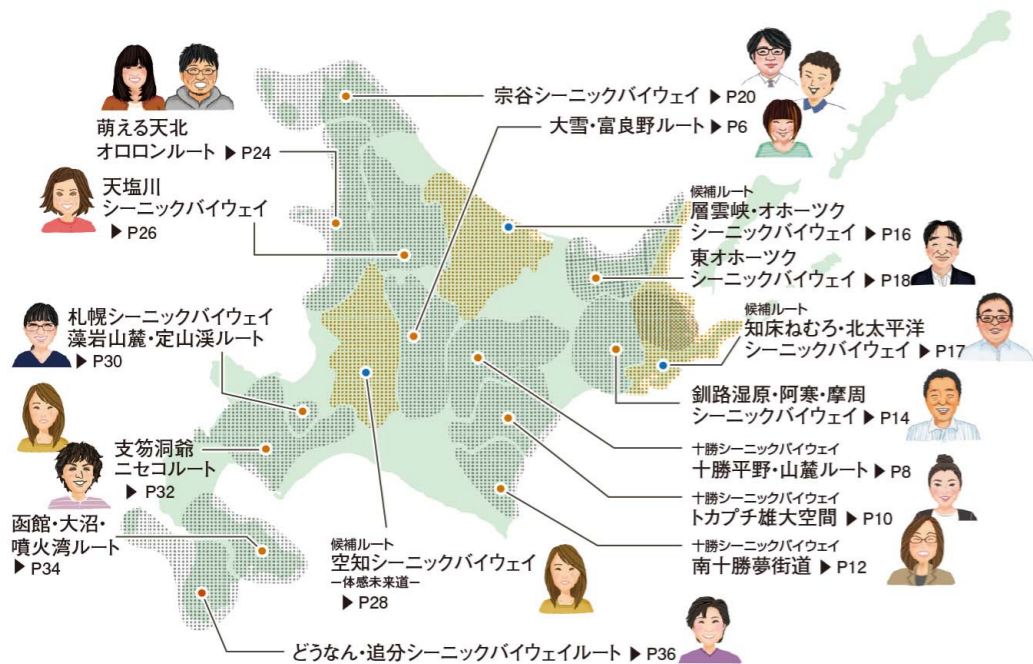 宗谷シーニックバイウェイ ▶ P20
大雪・富良野ルート ▶ P6
萌える天北
オロロンルート ▶ P24
天塩川
シーニックバイウェイ
▶ P26
候補ルート
層雲峡・オホーツク
シーニックバイウェイ ▶ P16
東オホーツク
シーニックバイウェイ ▶ P18
候補ルート
知床ねむろ・北太平洋
シーニックバイウェイ ▶ P17
札幌シーニックバイウェイ
藻岩山麓・定山渓ルート
▶ P30
釧路湿原・阿寒・摩周
シーニックバイウェイ ▶ P14
支笏洞爺
ニセコルート
▶ P32
十勝シーニックバイウェイ
十勝平野・山麓ルート ▶ P8
十勝シーニックバイウェイ
トカプチ雄大空間 ▶ P10
十勝シーニックバイウェイ
南十勝夢街道 ▶ P12
函館・大沼・
噴火湾ルート
▶ P34
候補ルート
空知シーニックバイウェイ
ー体感未来道ー
▶ P28
どうなん・追分シーニックバイウェイルート ▶ P36